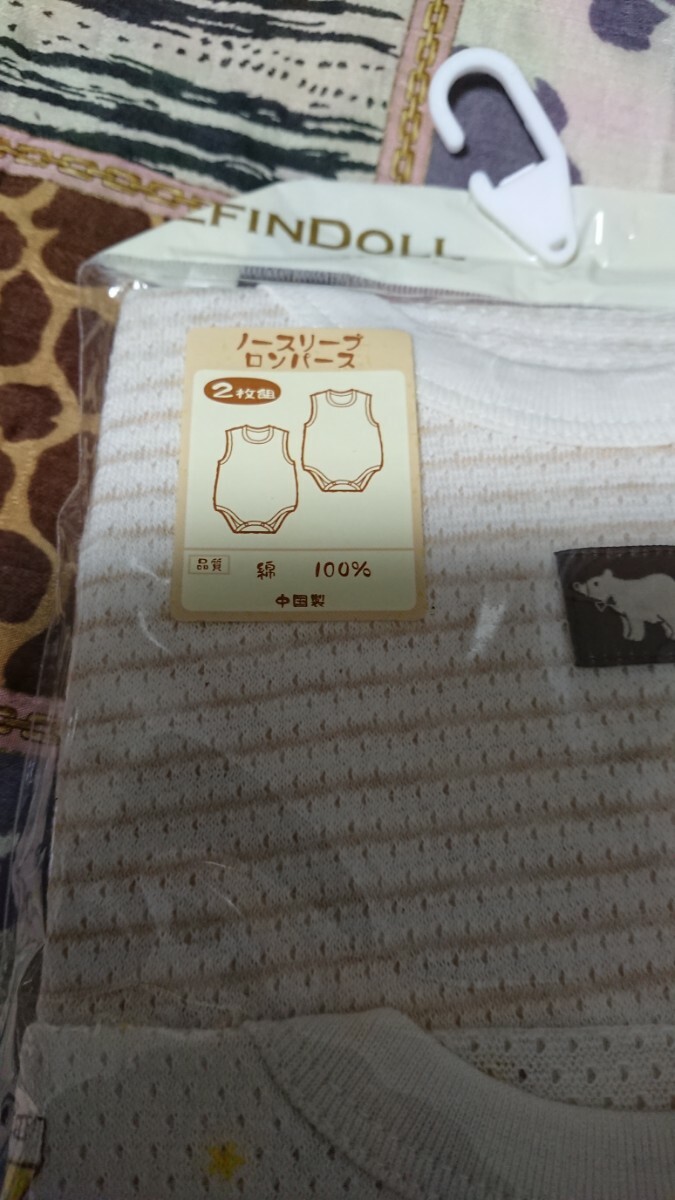 ELFINDOLL
ノースリーブ
ロンパース
2枚組
品質 綿 100%
中国製